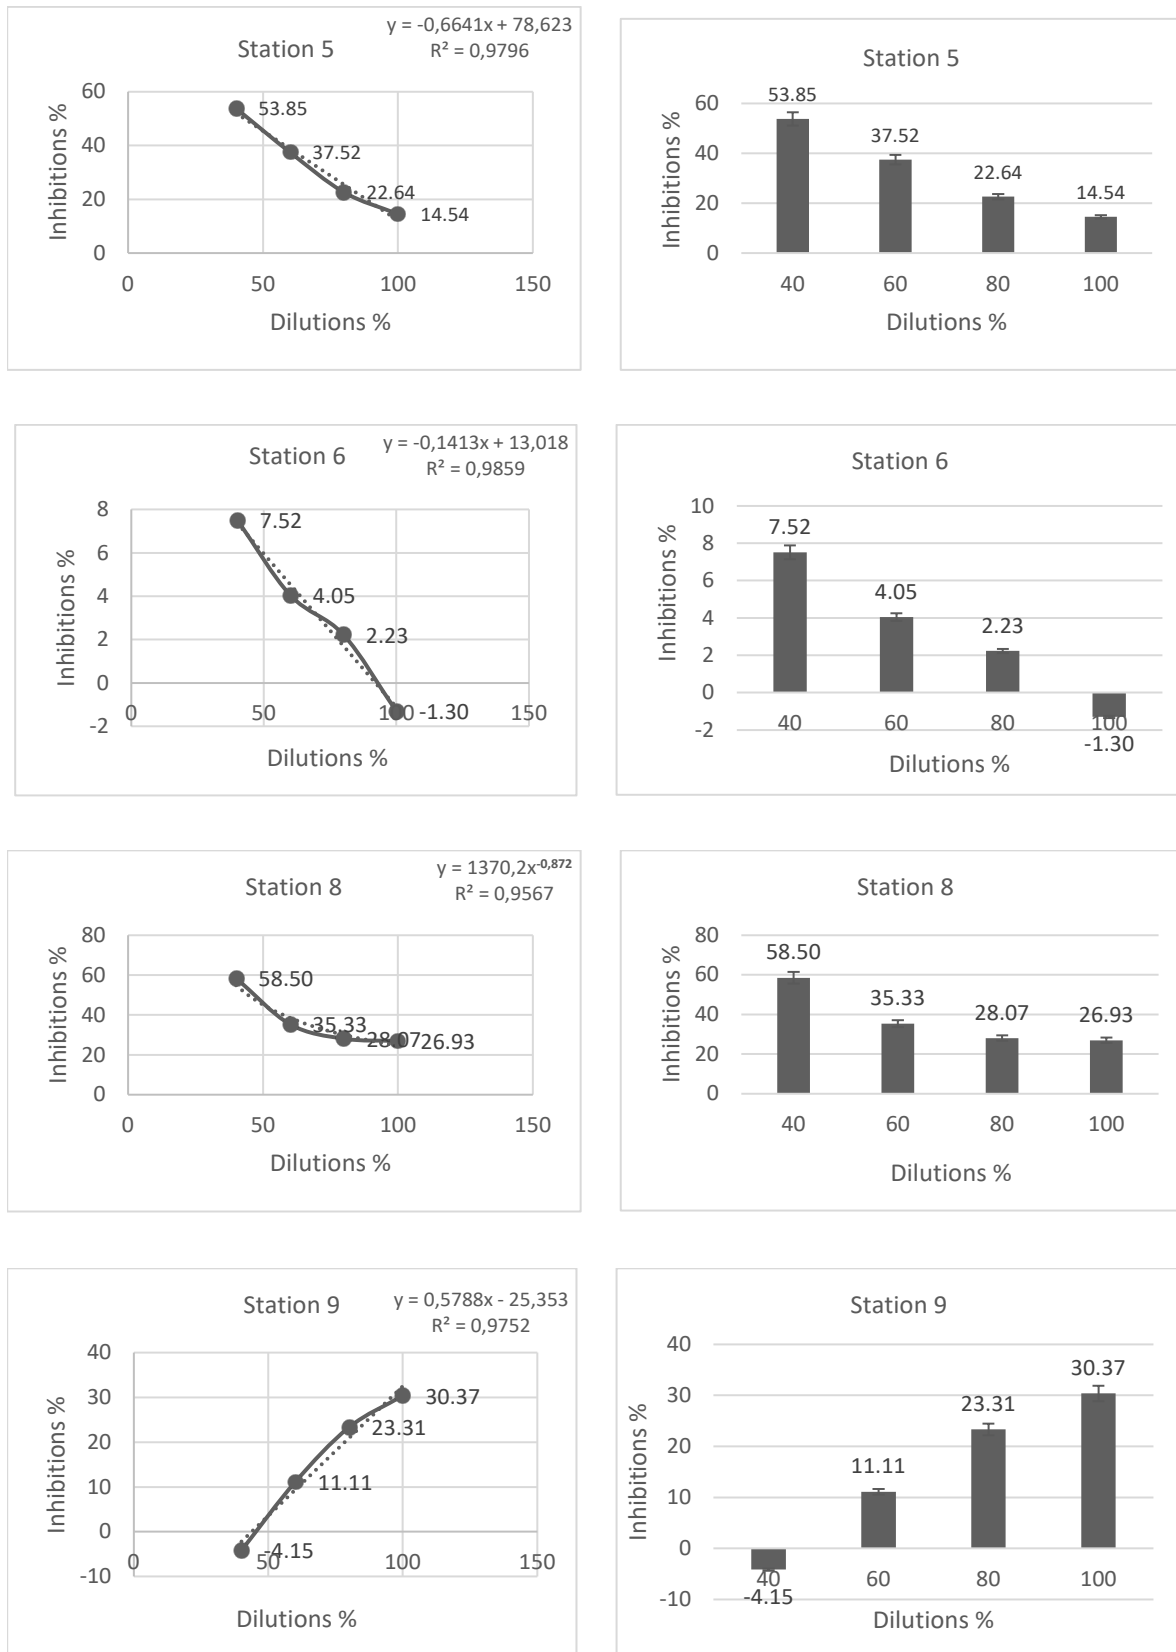 y = -0,6641x + 78,623
R² = 0,9796
Station 5
60
40
20
0
53.85
37.52
22.64
14.54
0 50 100 150
Inhibitions %
Dilutions %
Station 5
60
40
20
0
53.85
37.52
22.64
14.54
40 60 80 100
Inhibitions %
Dilutions %
y = -0,1413x + 13,018
R² = 0,9859
Station 6
8
6
4
2
0
-2
7.52
4.05
2.23
-1.30
0 50 100 150
Inhibitions %
Dilutions %
Station 6
10
8
6
4
2
0
-2
7.52
4.05
2.23
-1.30
40 60 80 100
Inhibitions %
Dilutions %
y = 1370,2x⁻⁰,⁸⁷²
R² = 0,9567
Station 8
80
60
40
20
0
58.50
35.33
28.07
26.93
0 50 100 150
Inhibitions %
Dilutions %
Station 8
80
60
40
20
0
58.50
35.33
28.07
26.93
40 60 80 100
Inhibitions %
Dilutions %
y = 0,5788x - 25,353
R² = 0,9752
Station 9
40
30
20
10
0
-10
30.37
23.31
11.11
-4.15
0 50 100 150
Inhibitions %
Dilutions %
Station 9
40
30
20
10
0
-10
30.37
23.31
11.11
-4.15
40 60 80 100
Inhibitions %
Dilutions %